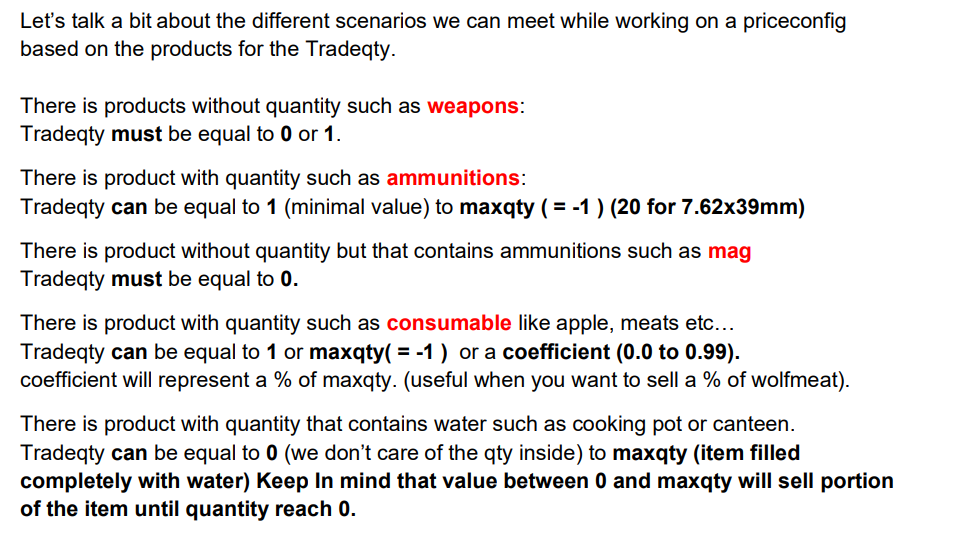 Let's talk a bit about the different scenarios we can meet while working on a priceconfig
based on the products for the Tradeqty.
There is products without quantity such as weapons:
Tradeqty must be equal to 0 or 1.
There is product with quantity such as ammunitions:
Tradeqty can be equal to 1 (minimal value) to maxqty ( = -1 ) (20 for 7.62x39mm)
There is product without quantity but that contains ammunitions such as mag
Tradeqty must be equal to 0.
There is product with quantity such as consumable like apple, meats etc…
Tradeqty can be equal to 1 or maxqty( = -1 ) or a coefficient (0.0 to 0.99).
coefficient will represent a % of maxqty. (useful when you want to sell a % of wolfmeat).
There is product with quantity that contains water such as cooking pot or canteen.
Tradeqty can be equal to 0 (we don't care of the qty inside) to maxqty (item filled
completely with water) Keep In mind that value between 0 and maxqty will sell portion
of the item until quantity reach 0.